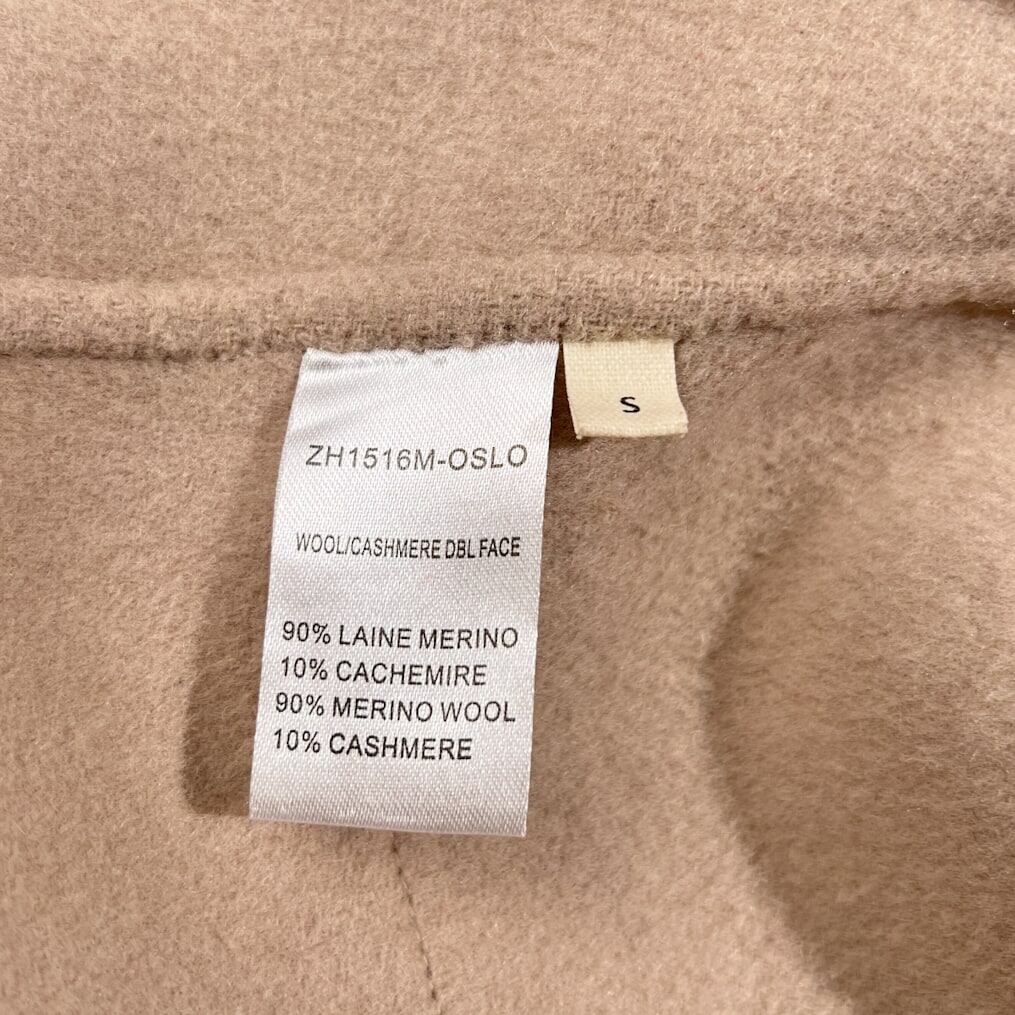 ZH1516M-OSLO
WOOL/CASHMERE DBL FACE
90% LAINE MERINO
10% CACHEMIRE
90% MERINO WOOL
10% CASHMERE
S